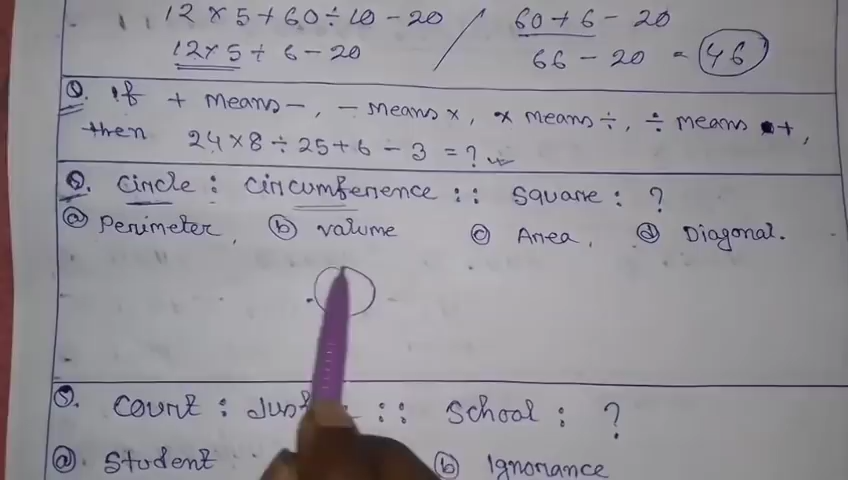 12 × 5 + 60 ÷ 10 - 20
12 × 5 + 6 - 20
60 + 6 - 20
66 - 20 = 46
Q. If + means -, - means ×, × means ÷, ÷ means +,
then 24 × 8 ÷ 25 + 6 - 3 = ?
Q. Circle : Circumference :: Square : ?
(a) Perimeter, (b) Valume (c) Area, (d) Diagonal.
Court : :: School : ?
(a) Student (b) Ignorance